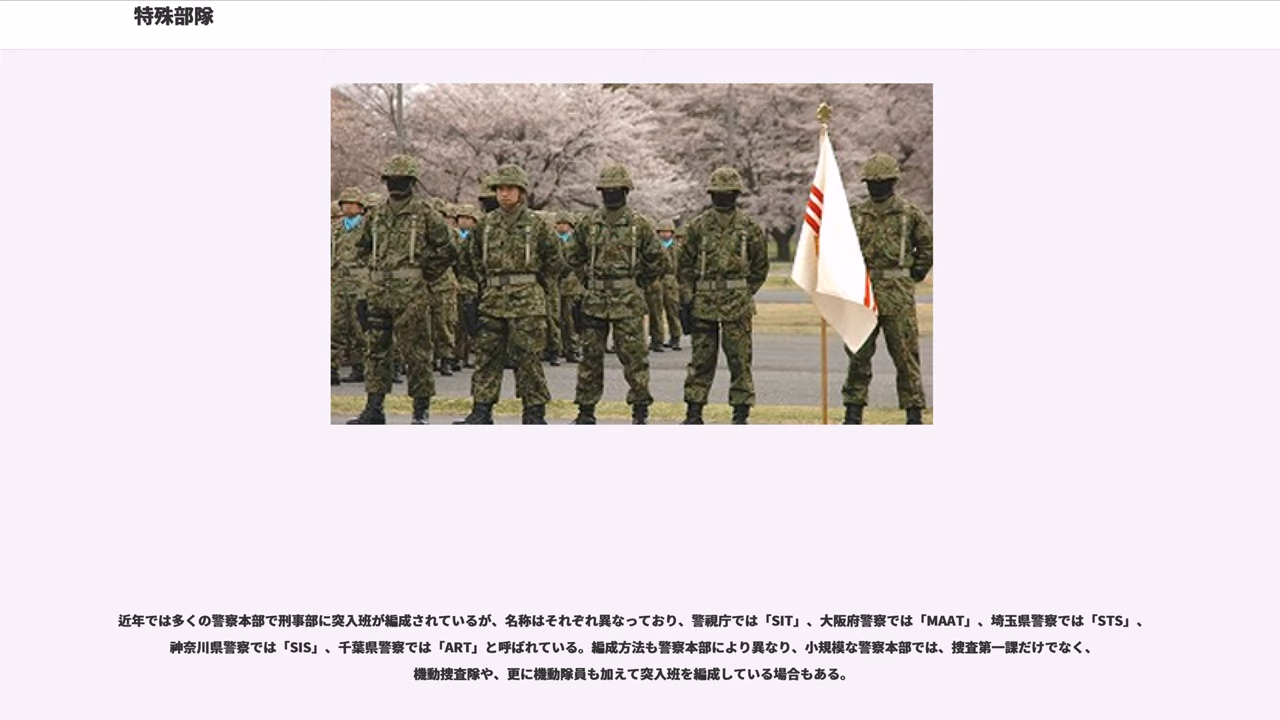 特殊部隊
近年では多くの警察本部で刑事部に突入班が編成されているが、名称はそれぞれ異なっており、警視庁では「SIT」、大阪府警察では「MAAT」、埼玉県警察では「STS」、
神奈川県警察では「SIS」、千葉県警察では「ART」と呼ばれている。編成方法も警察本部により異なり、小規模な警察本部では、捜査第一課だけでなく、
機動捜査隊や、更に機動隊員も加えて突入班を編成している場合もある。